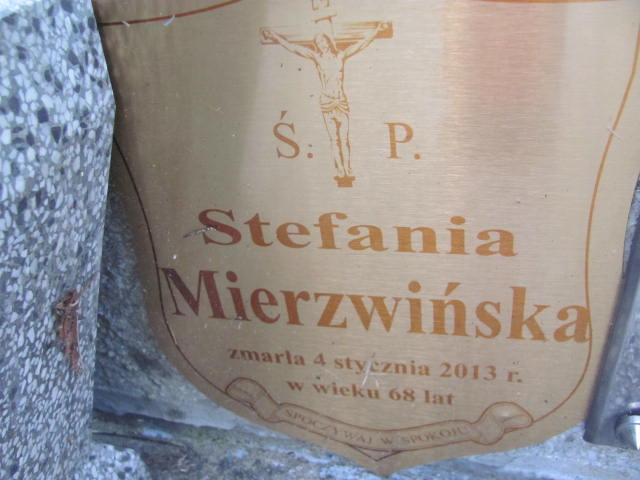 Ś. P.
Stefania
Mierzwińska
zmarła 4 stycznia 2013 r.
w wieku 68 lat
SPOCZYWAJ W SPOKOJU